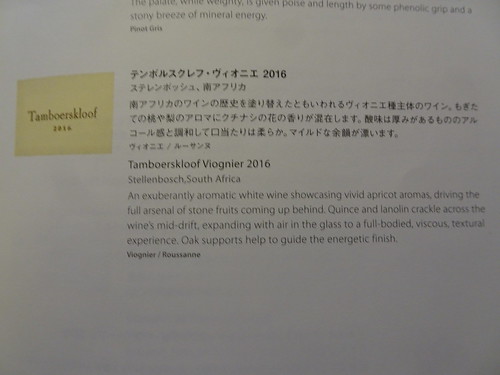 The palate, while weighty, is given poise and length by some phenolic grip and a
stony breeze of mineral energy.
Pinot Gris
Tamboerskloof
2016
テンボルスクレフ・ヴィオニエ 2016
ステレンボッシュ、南アフリカ
南アフリカのワインの歴史を塗り替えたともいわれるヴィオニエ種主体のワイン。もぎた
ての桃や梨のアロマにクチナシの花の香りが混在します。酸味は厚みがあるもののアル
コール感と調和して口当たりは柔らか。マイルドな余韻が漂います。
ヴィオニエ / ルーサンヌ
Tamboerskloof Viognier 2016
Stellenbosch,South Africa
An exuberantly aromatic white wine showcasing vivid apricot aromas, driving the
full arsenal of stone fruits coming up behind. Quince and lanolin crackle across the
wine's mid-drift, expanding with air in the glass to a full-bodied, viscous, textural
experience. Oak supports help to guide the energetic finish.
Viognier / Roussanne